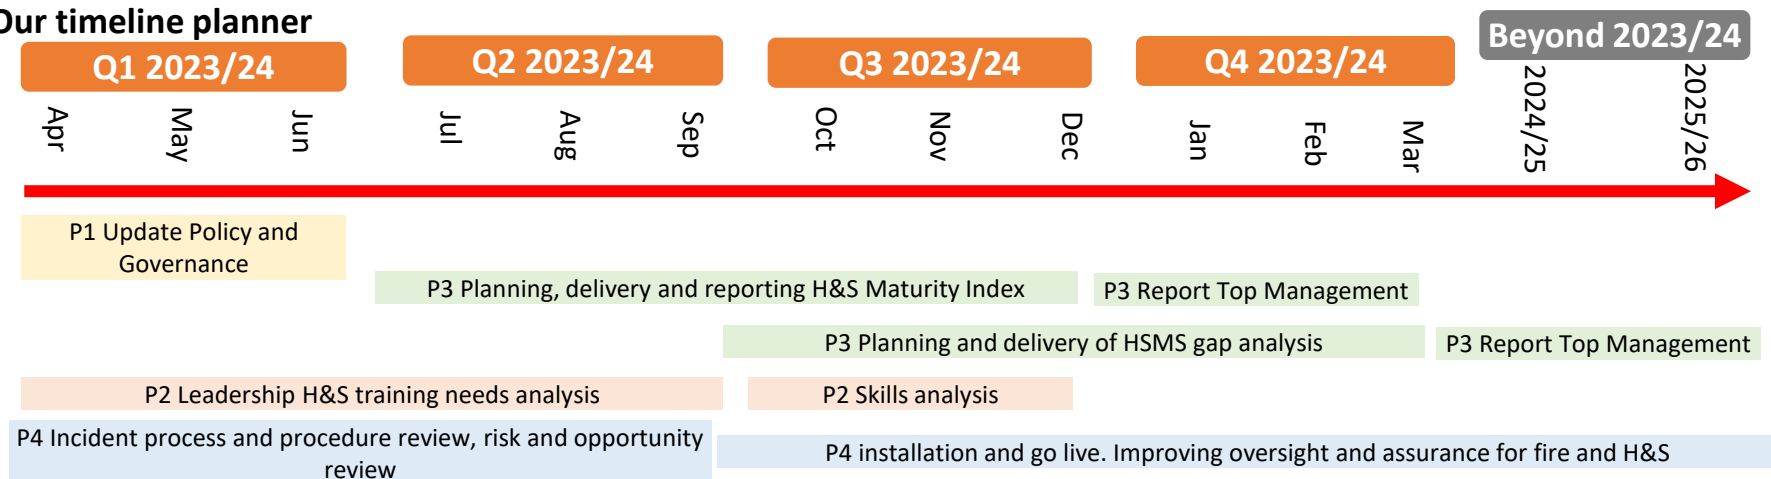 Our timeline planner
Q1 2023/24
Q2 2023/24
Q3 2023/24
Q4 2023/24
Beyond 2023/24
Apr
May
Jun
Jul
Aug
Sep
Oct
Nov
Dec
Jan
Feb
Mar
2024/25
2025/26
P1 Update Policy and
Governance
P3 Planning, delivery and reporting H&S Maturity Index
P3 Report Top Management
P3 Planning and delivery of HSMS gap analysis
P3 Report Top Management
P2 Leadership H&S training needs analysis
P2 Skills analysis
P4 Incident process and procedure review, risk and opportunity
review
P4 installation and go live. Improving oversight and assurance for fire and H&S